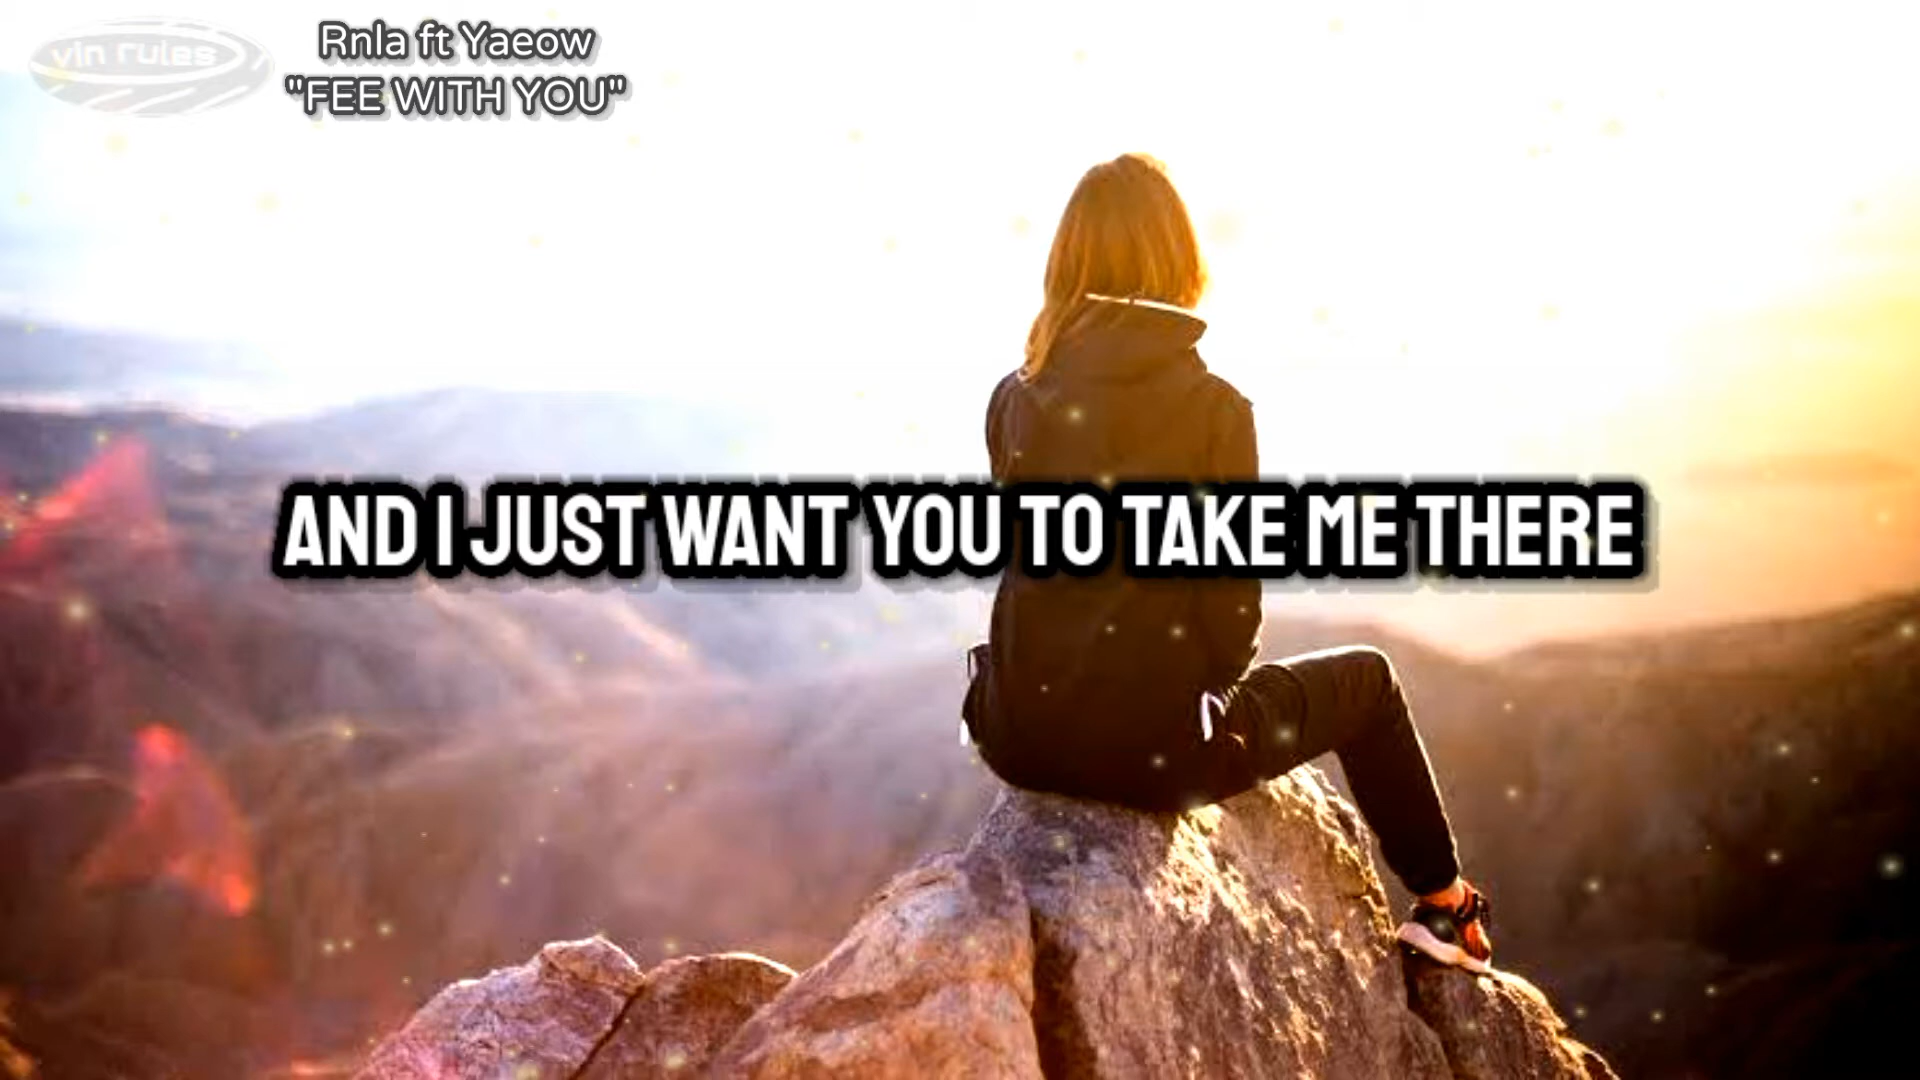 vin rules
Rnla ft Yaeow
"FEE WITH YOU"
AND I JUST WANT YOU TO TAKE ME THERE